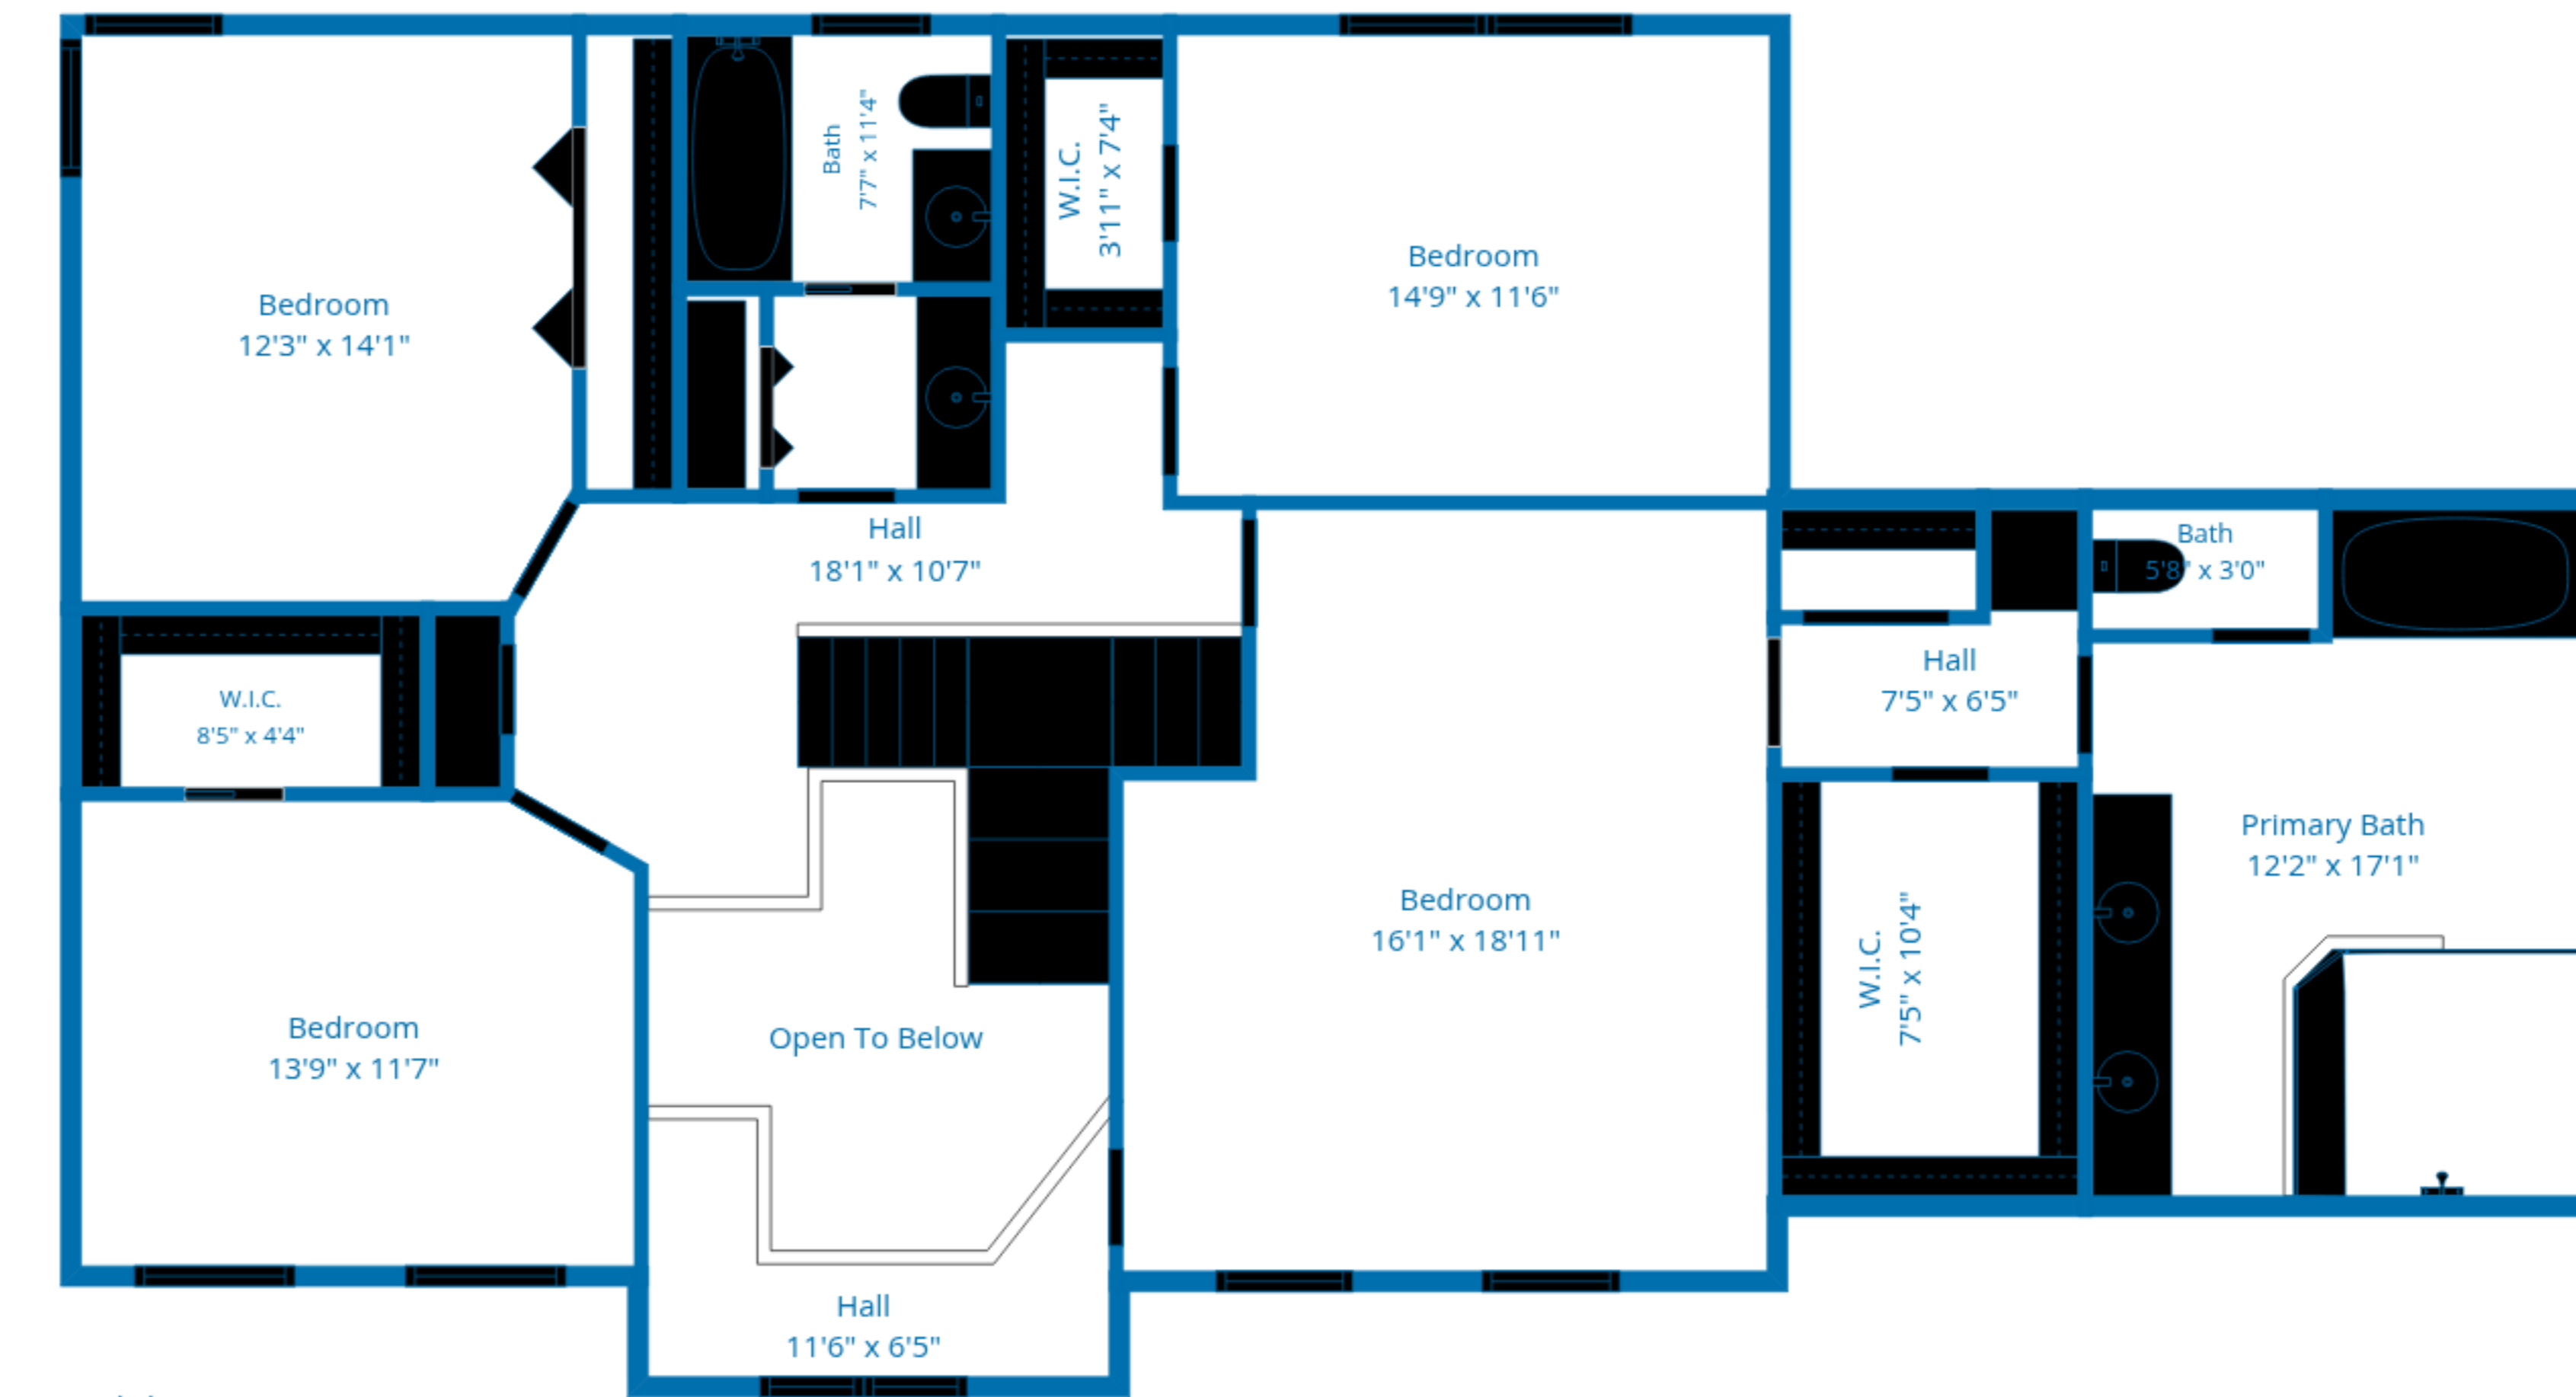 Bath
7'7" x 11'4"
W.I.C.
3'11" x 7'4"
Bedroom
14'9" x 11'6"
Bedroom
12'3" x 14'1"
Hall
18'1" x 10'7"
Bath
5'8" x 3'0"
Hall
7'5" x 6'5"
W.I.C.
8'5" x 4'4"
Primary Bath
12'2" x 17'1"
Bedroom
16'1" x 18'11"
W.I.C.
7'5" x 10'4"
Bedroom
13'9" x 11'7"
Open To Below
Hall
11'6" x 6'5"